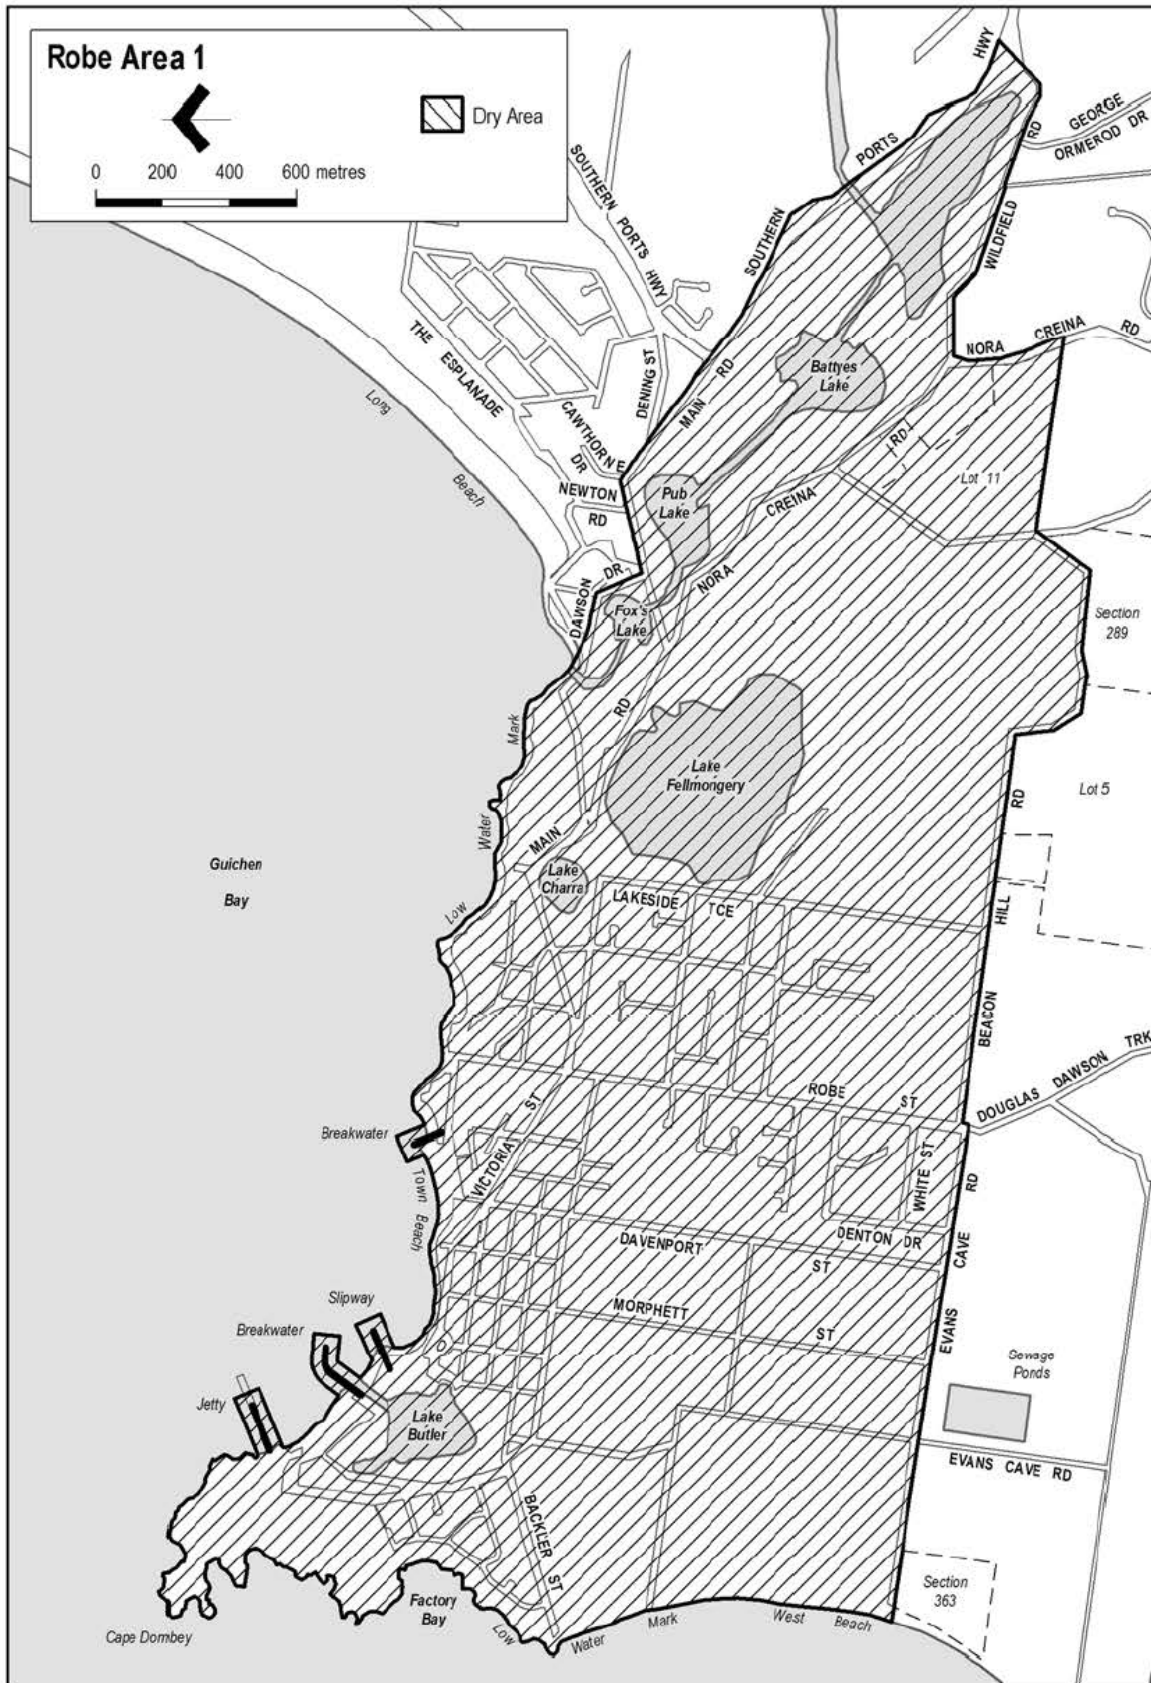 Robe Area 1
Dry Area
0 200 400 600 metres
HWY
PORTS
SOUTHERN
RD
GEORGE
ORMEROD DR
WILDFIELD
SOUTHERN PORTS HWY
THE ESPLANADE
Long
Beach
DENING ST
MAIN RD
CAWTHORNE
DR
NEWTON
RD
Battyes
Lake
NORA CREINA RD
Lot 11
Pub
Lake
NORA CREINA RD
DAWSON DR
Fox's
Lake
Section
289
Mark
RD
Lake
Fellmongery
Lot 5
RD
Water
MAIN
Guichen
Bay
Lake
Charra
LAKESIDE TCE
HILL
Low
BEACON
ROBE ST
DOUGLAS DAWSON TRK
Breakwater
VICTORIA ST
WHITE ST
Town
Beach
RD
DAVENPORT ST
DENTON DR
CAVE
MORPHETT ST
EVANS
Slipway
Breakwater
Sewage
Ponds
Jetty
Lake
Butler
EVANS CAVE RD
BACKLER ST
Section
363
Factory
Bay
Cape Dombey
Low Water Mark West Beach